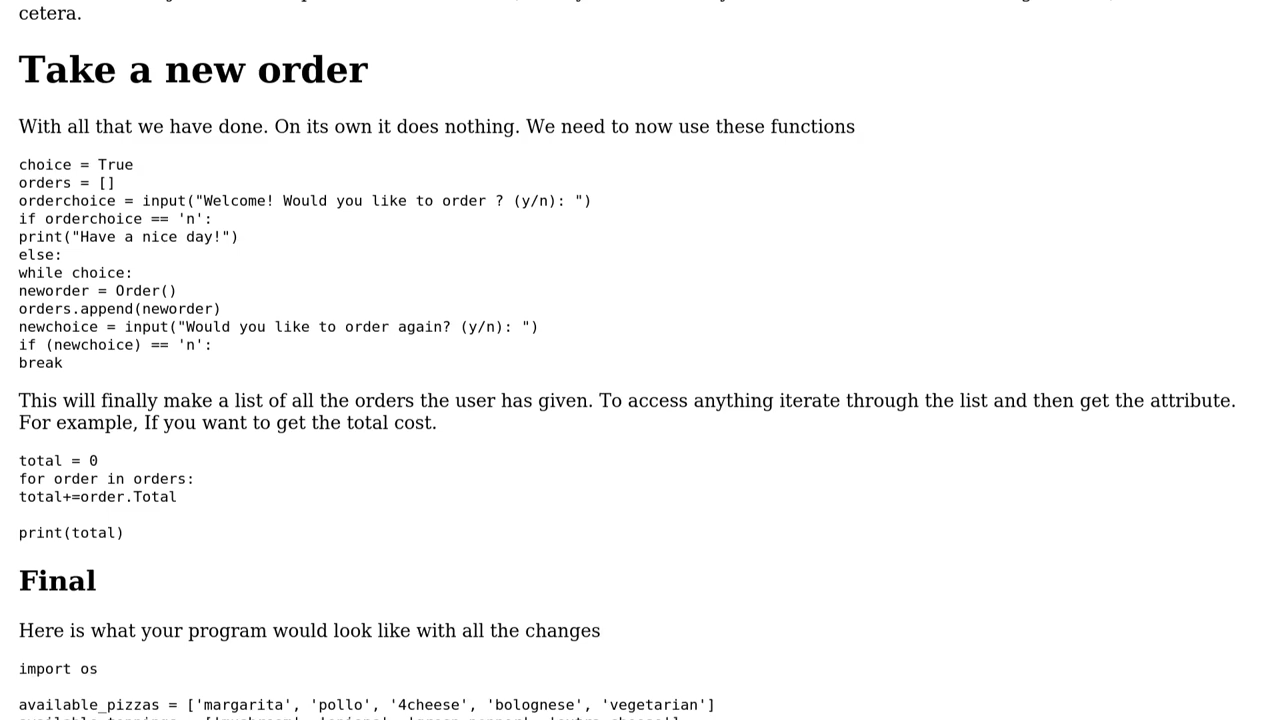 cetera.
Take a new order
With all that we have done. On its own it does nothing. We need to now use these functions
choice = True
orders = []
orderchoice = input("Welcome! Would you like to order ? (y/n): ")
if orderchoice == 'n':
print("Have a nice day!")
else:
while choice:
neworder = Order()
orders.append(neworder)
newchoice = input("Would you like to order again? (y/n): ")
if (newchoice) == 'n':
break
This will finally make a list of all the orders the user has given. To access anything iterate through the list and then get the attribute.
For example, If you want to get the total cost.
total = 0
for order in orders:
total+=order.Total
print(total)
Final
Here is what your program would look like with all the changes
import os
available_pizzas = ['margarita', 'pollo', '4cheese', 'bolognese', 'vegetarian']